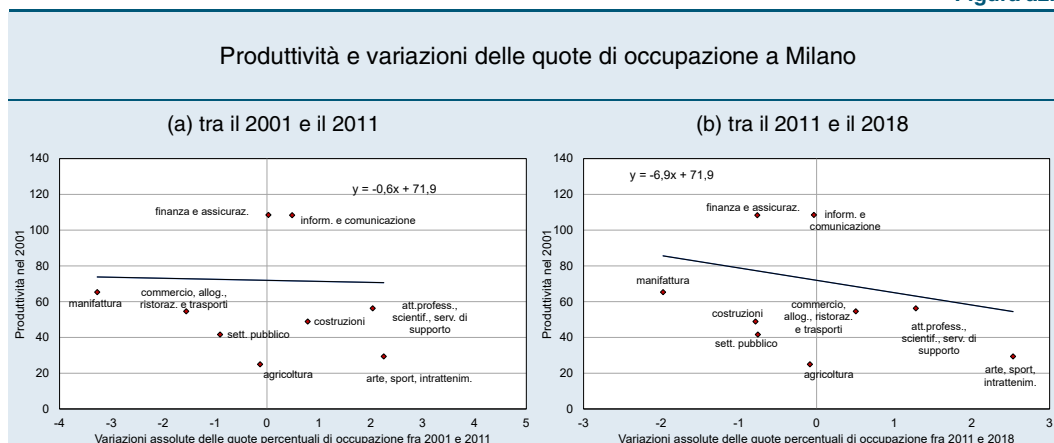 Produttività e variazioni delle quote di occupazione a Milano
(a) tra il 2001 e il 2011
Produttività nel 2001
140
120
100
80
60
40
20
0
y = -0,6x + 71,9
finanza e assicuraz.
inform. e comunicazione
manifattura
commercio, allog.,
ristoraz. e trasporti
att.profess.,
scientif., serv. di
supporto
costruzioni
sett. pubblico
agricoltura
arte, sport, intrattenim.
-4 -3 -2 -1 0 1 2 3 4 5
Variazioni assolute delle quote percentuali di occupazione fra 2001 e 2011
(b) tra il 2011 e il 2018
Produttività nel 2001
140
120
100
80
60
40
20
0
y = -6,9x + 71,9
finanza e assicuraz.
inform. e
comunicazione
manifattura
costruzioni
commercio,
allog., ristoraz.
e trasporti
sett. pubblico
att.profess.,
scientif., serv. di
supporto
agricoltura
arte, sport,
intrattenim.
-3 -2 -1 0 1 2 3
Variazioni assolute delle quote percentuali di occupazione fra 2011 e 2018